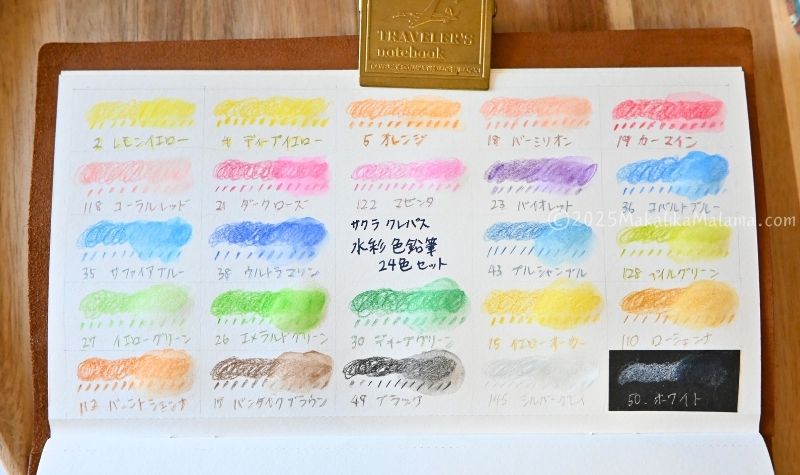 TRAVELER'S
notebook
2 レモンイエロー
4 ディープイエロー
5 オレンジ
18 バーミリオン
19 カーマイン
118 コーラルレッド
21 ダークローズ
122 マゼンタ
23 バイオレット
36 コバルトブルー
©2025MakalikaMalama.com
35 サファイアブルー
38 ウルトラマリン
サクラ クレパス
水彩色鉛筆
24色セット
43 プルシャンブルー
128 アイルグリーン
27 イエローグリーン
26 エメラルドグリーン
30 ディープグリーン
15 イエローオーカー
110 ローシェンナ
112 バーントシェンナ
17 バンダイクブラウン
49 ブラック
145 シルバーグレイ
50. ホワイト